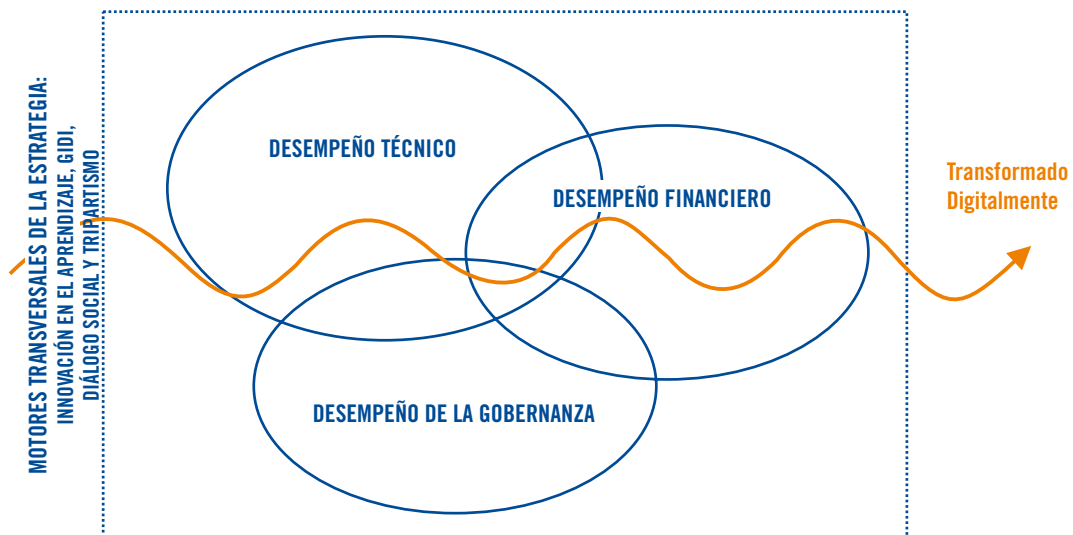 MOTORES TRANSVERSALES DE LA ESTRATEGIA:
INNOVACIÓN EN EL APRENDIZAJE, GIDI,
DIÁLOGO SOCIAL Y TRIPARTISMO
DESEMPEÑO TÉCNICO
DESEMPEÑO FINANCIERO
DESEMPEÑO DE LA GOBERNANZA
Transformado
Digitalmente